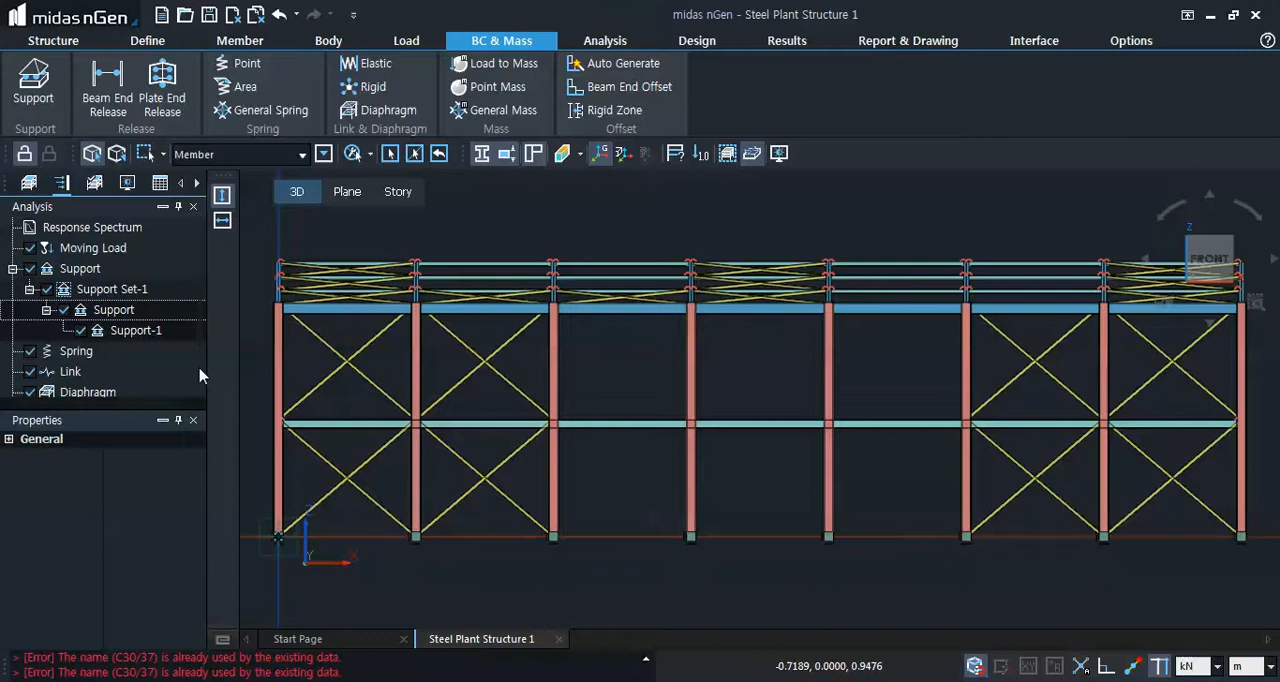 midas nGen
midas nGen - Steel Plant Structure 1
Structure Define Member Body Load BC & Mass Analysis Design Results Report & Drawing Interface Options
Support
Beam End Release
Plate End Release
Point
Area
General Spring
Elastic
Rigid
Diaphragm
Load to Mass
Point Mass
General Mass
Auto Generate
Beam End Offset
Rigid Zone
Support Release Spring Link & Diaphragm Mass Offset
Member
1.0
3D Plane Story
Analysis
Response Spectrum
Moving Load
Support
Support Set-1
Support
Support-1
Spring
Link
Diaphragm
Properties
General
Z
FRONT
Y
X
Start Page
Steel Plant Structure 1
> [Error] The name (C30/37) is already used by the existing data.
> [Error] The name (C30/37) is already used by the existing data.
-0.7189, 0.0000, 0.9476
kN
m